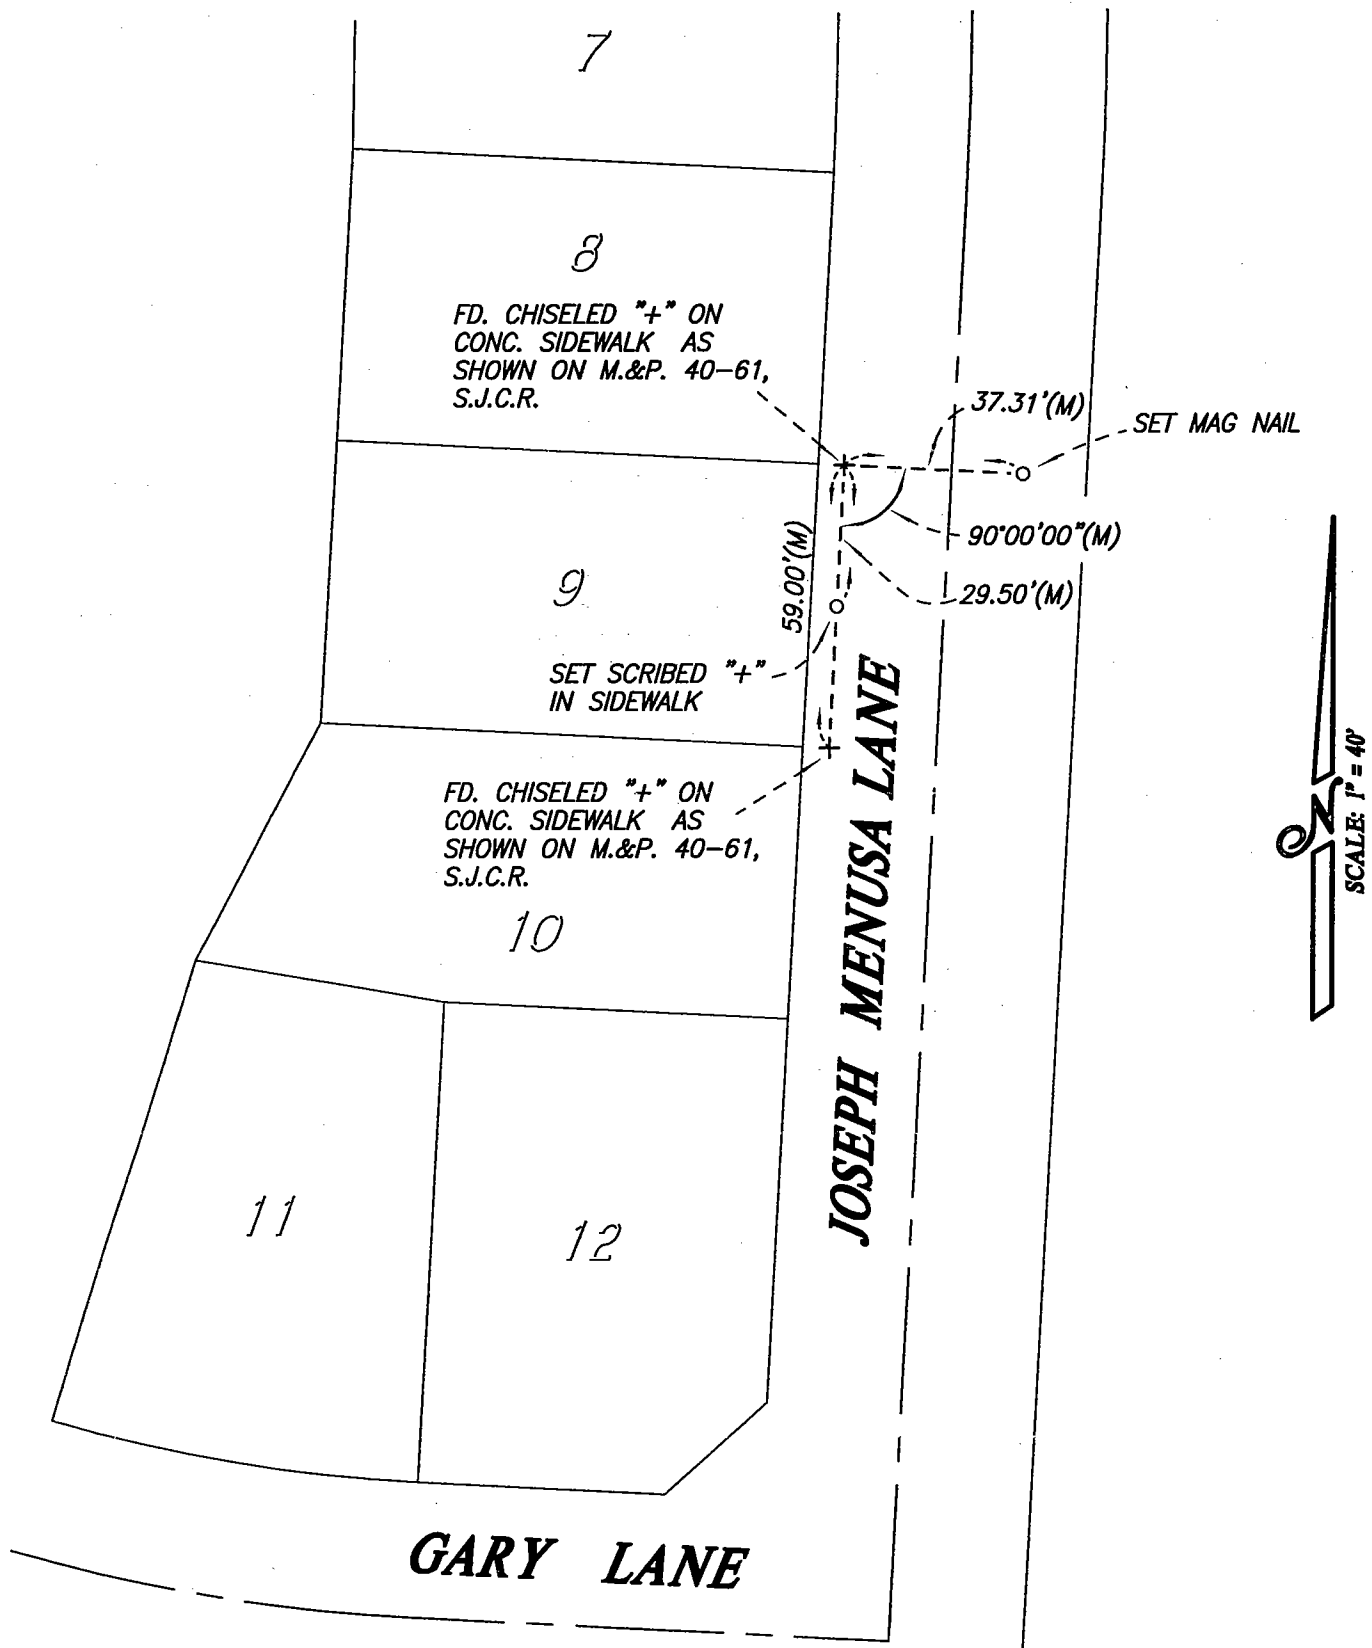 7
8
FD. CHISELED "+" ON
CONC. SIDEWALK AS
SHOWN ON M.&P. 40-61,
S.J.C.R.
37.31'(M)
SET MAG NAIL
90°00'00"(M)
59.00'(M)
29.50'(M)
9
SET SCRIBED "+"
IN SIDEWALK
FD. CHISELED "+" ON
CONC. SIDEWALK AS
SHOWN ON M.&P. 40-61,
S.J.C.R.
10
JOSEPH MENUSA LANE
N
SCALE: 1" = 40'
11
12
GARY LANE